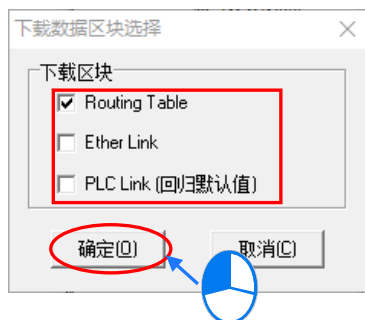 下载数据区块选择
下载区块
Routing Table
Ether Link
PLC Link (回归默认值)
确定(O) 取消(C)